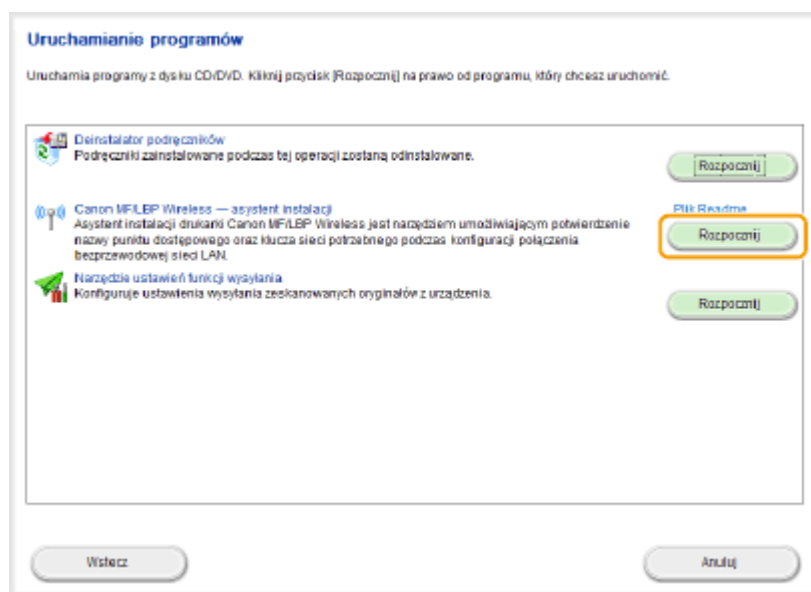 Uruchamianie programów
Uruchamia programy z dysku CD/DVD. Kliknij przycisk [Rozpocznij] na prawo od programu, który chcesz uruchomić.
Deinstalator podręczników
Podręczniki zainstalowane podczas tej operacji zostaną odinstalowane.
Rozpocznij
Canon MF/LBP Wireless — asystent instalacji
Plik Readme
Asystent instalacji drukarki Canon MF/LBP Wireless jest narzędziem umożliwiającym potwierdzenie
nazwy punktu dostępowego oraz klucza sieci potrzebnego podczas konfiguracji połączenia
bezprzewodowej sieci LAN.
Rozpocznij
Narzędzie ustawień funkcji wysyłania
Konfiguruje ustawienia wysyłania zeskanowanych oryginałów z urządzenia.
Rozpocznij
Wstecz
Anuluj